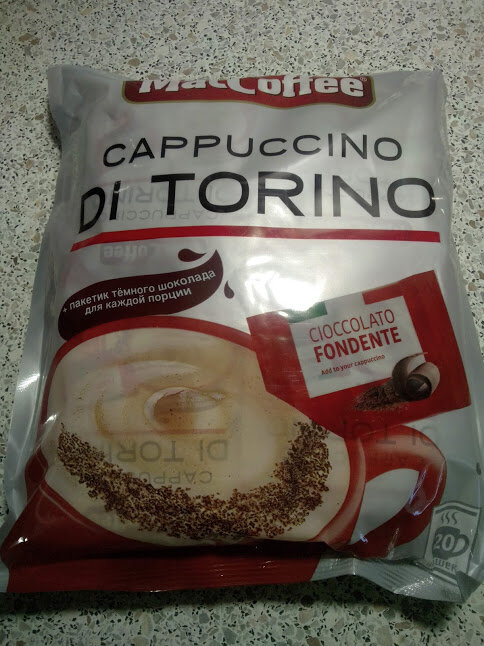 MacCoffee®
CAPPUCCINO
DI TORINO
+ пакетик тёмного шоколада
для каждой порции
CIOCCOLATO
FONDENTE
Add to your cappuccino
20